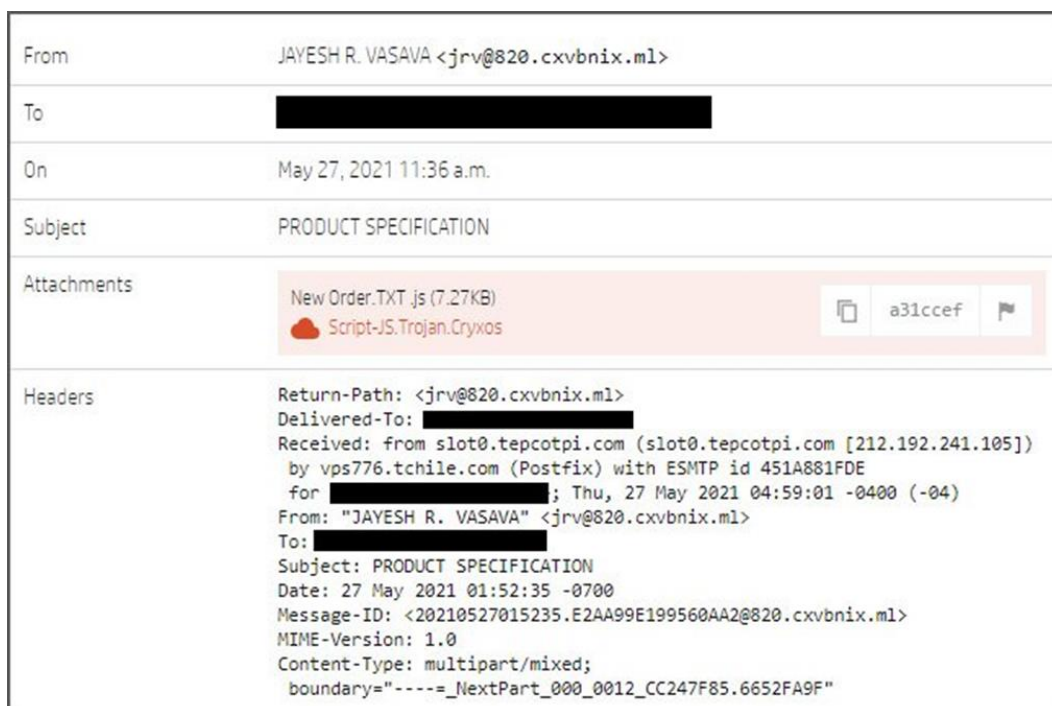 From JAYESH R. VASAVA <jrv@820.cxvbnix.ml>
To
On May 27, 2021 11:36 a.m.
Subject PRODUCT SPECIFICATION
Attachments New Order.TXT .js (7.27KB)
Script-JS.Trojan.Cryxos a31ccef
Headers Return-Path: <jrv@820.cxvbnix.ml>
Delivered-To:
Received: from slot0.tepcotpi.com (slot0.tepcotpi.com [212.192.241.105])
by vps776.tchile.com (Postfix) with ESMTP id 451A881FDE
for ; Thu, 27 May 2021 04:59:01 -0400 (-04)
From: "JAYESH R. VASAVA" <jrv@820.cxvbnix.ml>
To:
Subject: PRODUCT SPECIFICATION
Date: 27 May 2021 01:52:35 -0700
Message-ID: <20210527015235.E2AA99E199560AA2@820.cxvbnix.ml>
MIME-Version: 1.0
Content-Type: multipart/mixed;
boundary="----=_NextPart_000_0012_CC247F85.6652FA9F"